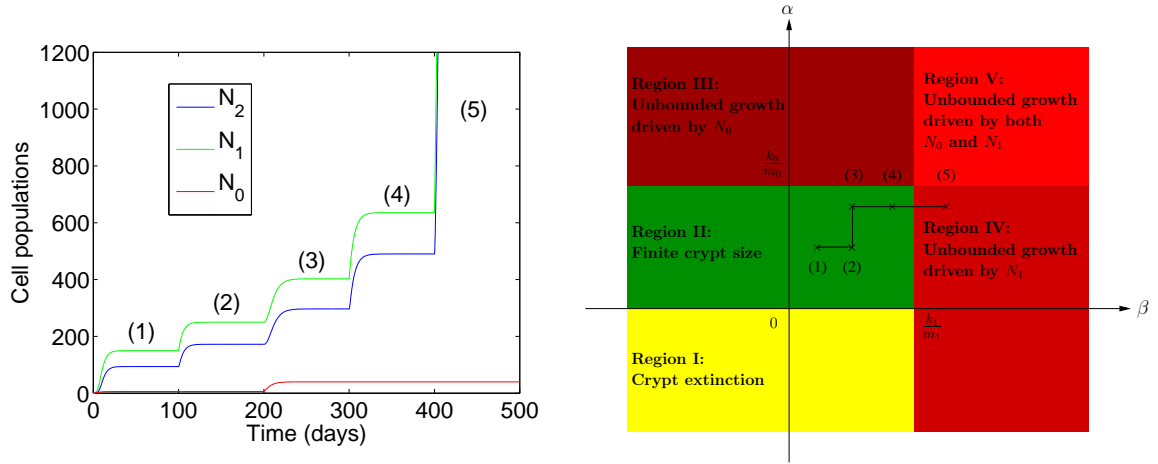 1200
1000
800
600
400
200
0
Cell populations
N₂
N₁
N₀
(1)
(2)
(3)
(4)
(5)
0 100 200 300 400 500
Time (days)
α
Region III:
Unbounded growth
driven by N₀
Region V:
Unbounded growth
driven by both
N₀ and N₁
k₀/m₀
(3) (4) (5)
Region II:
Finite crypt size
(1) (2)
Region IV:
Unbounded growth
driven by N₁
0
k₁/m₁
β
Region I:
Crypt extinction